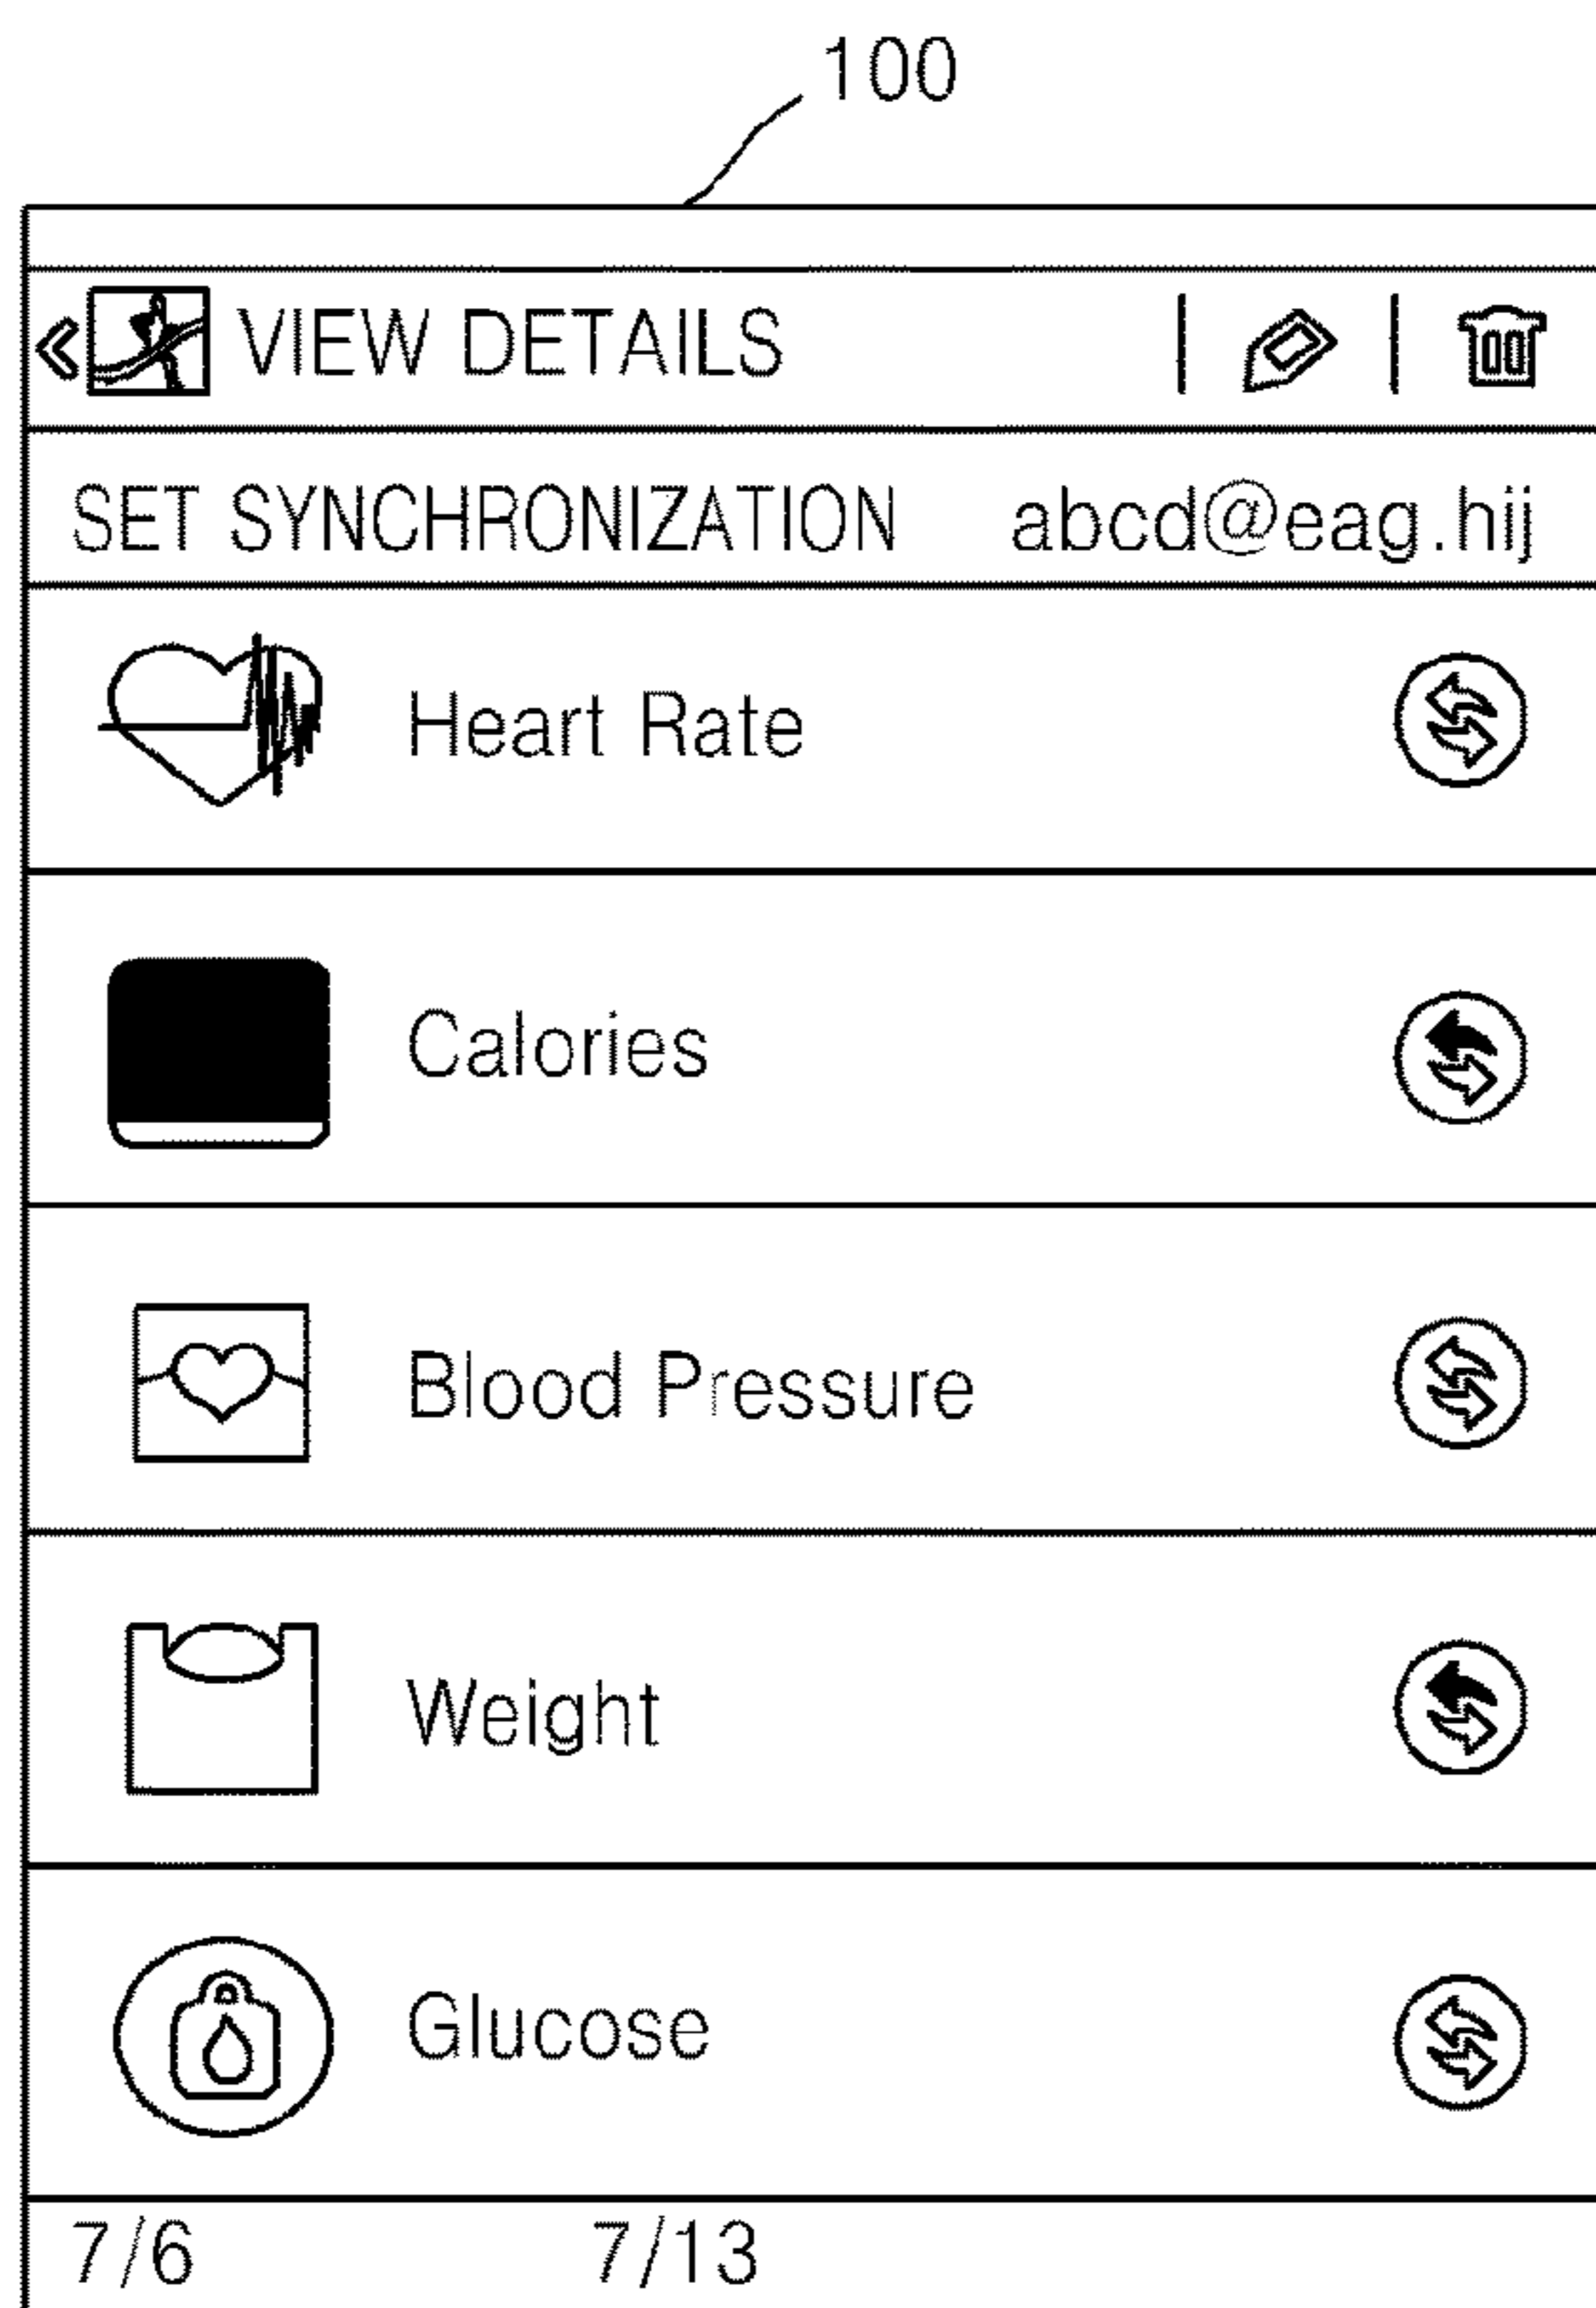 100
VIEW DETAILS
SET SYNCHRONIZATION abcd@eag.hij
Heart Rate
Calories
Blood Pressure
Weight
Glucose
7/6 7/13